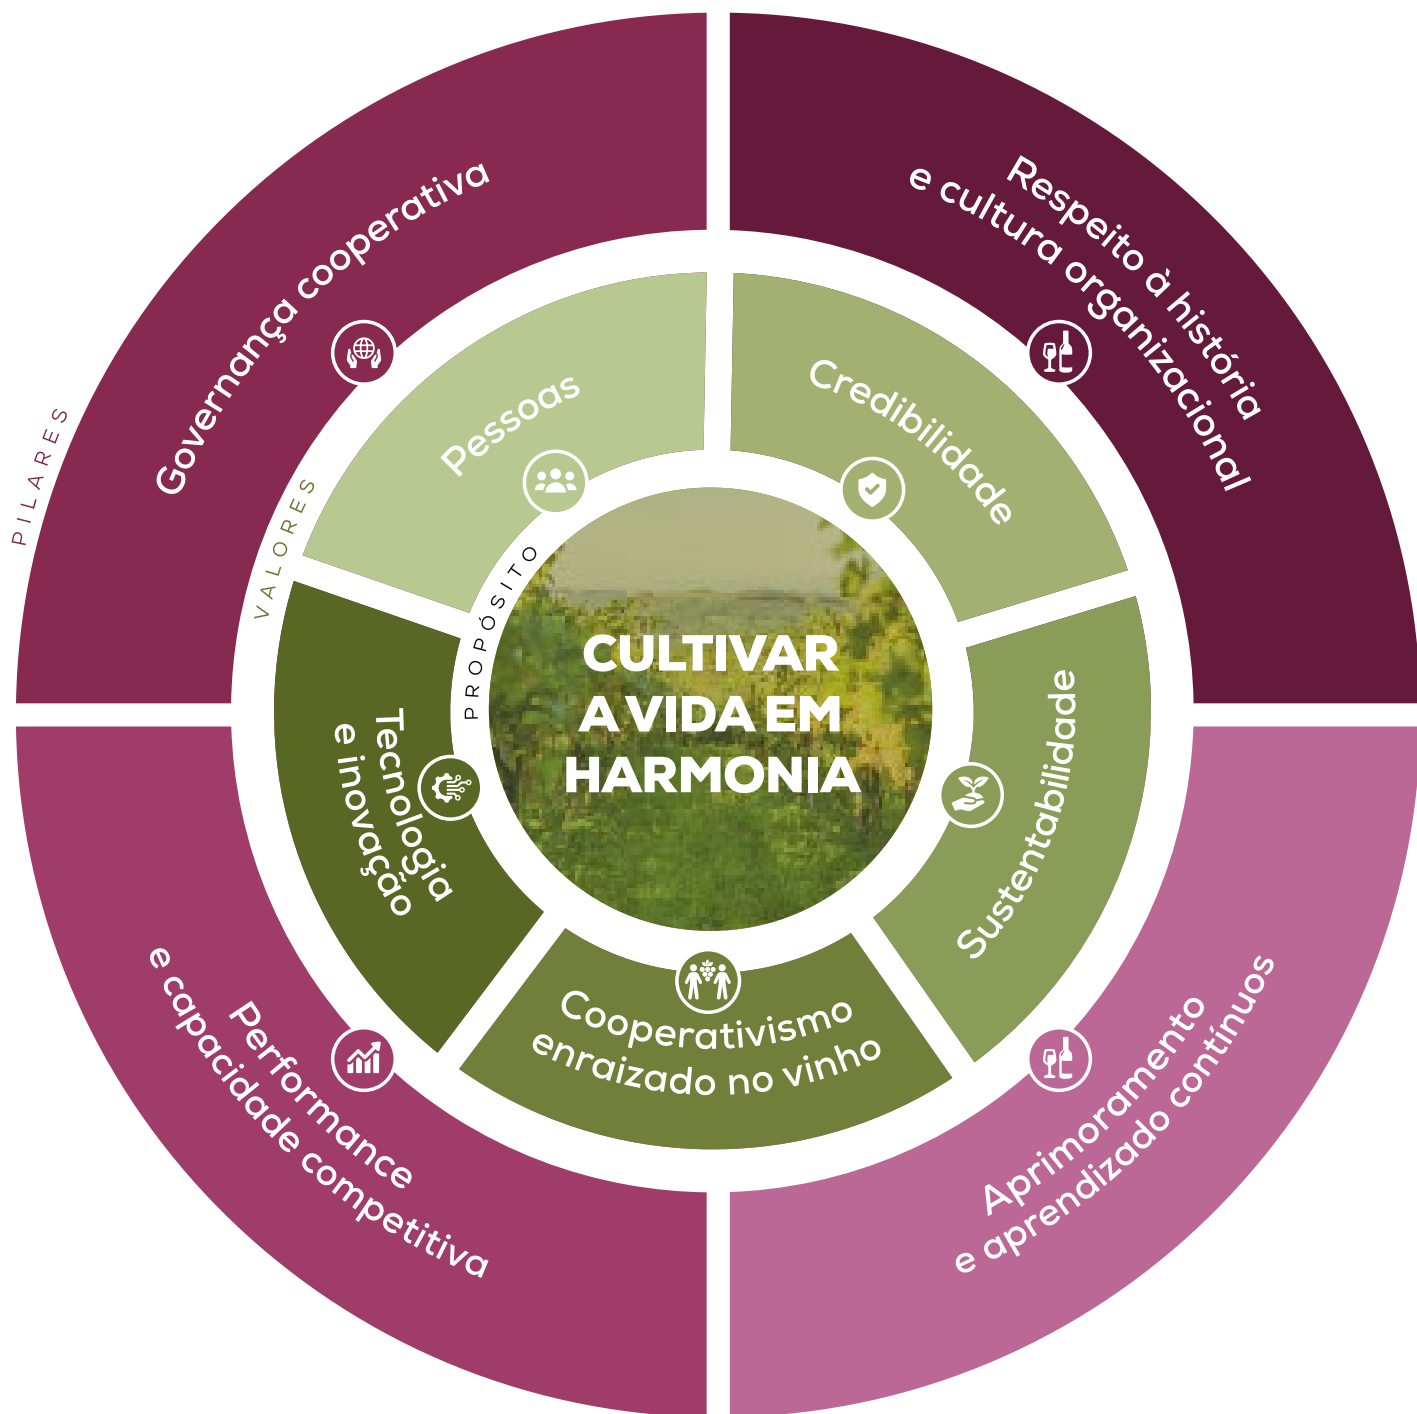 PILARES
Governança cooperativa
Respeito à história
e cultura organizacional
Aprimoramento
e aprendizado contínuos
Performance
e capacidade competitiva
VALORES
Pessoas
Credibilidade
Sustentabilidade
Cooperativismo
enraizado no vinho
Tecnologia
e inovação
PROPÓSITO
CULTIVAR
A VIDA EM
HARMONIA